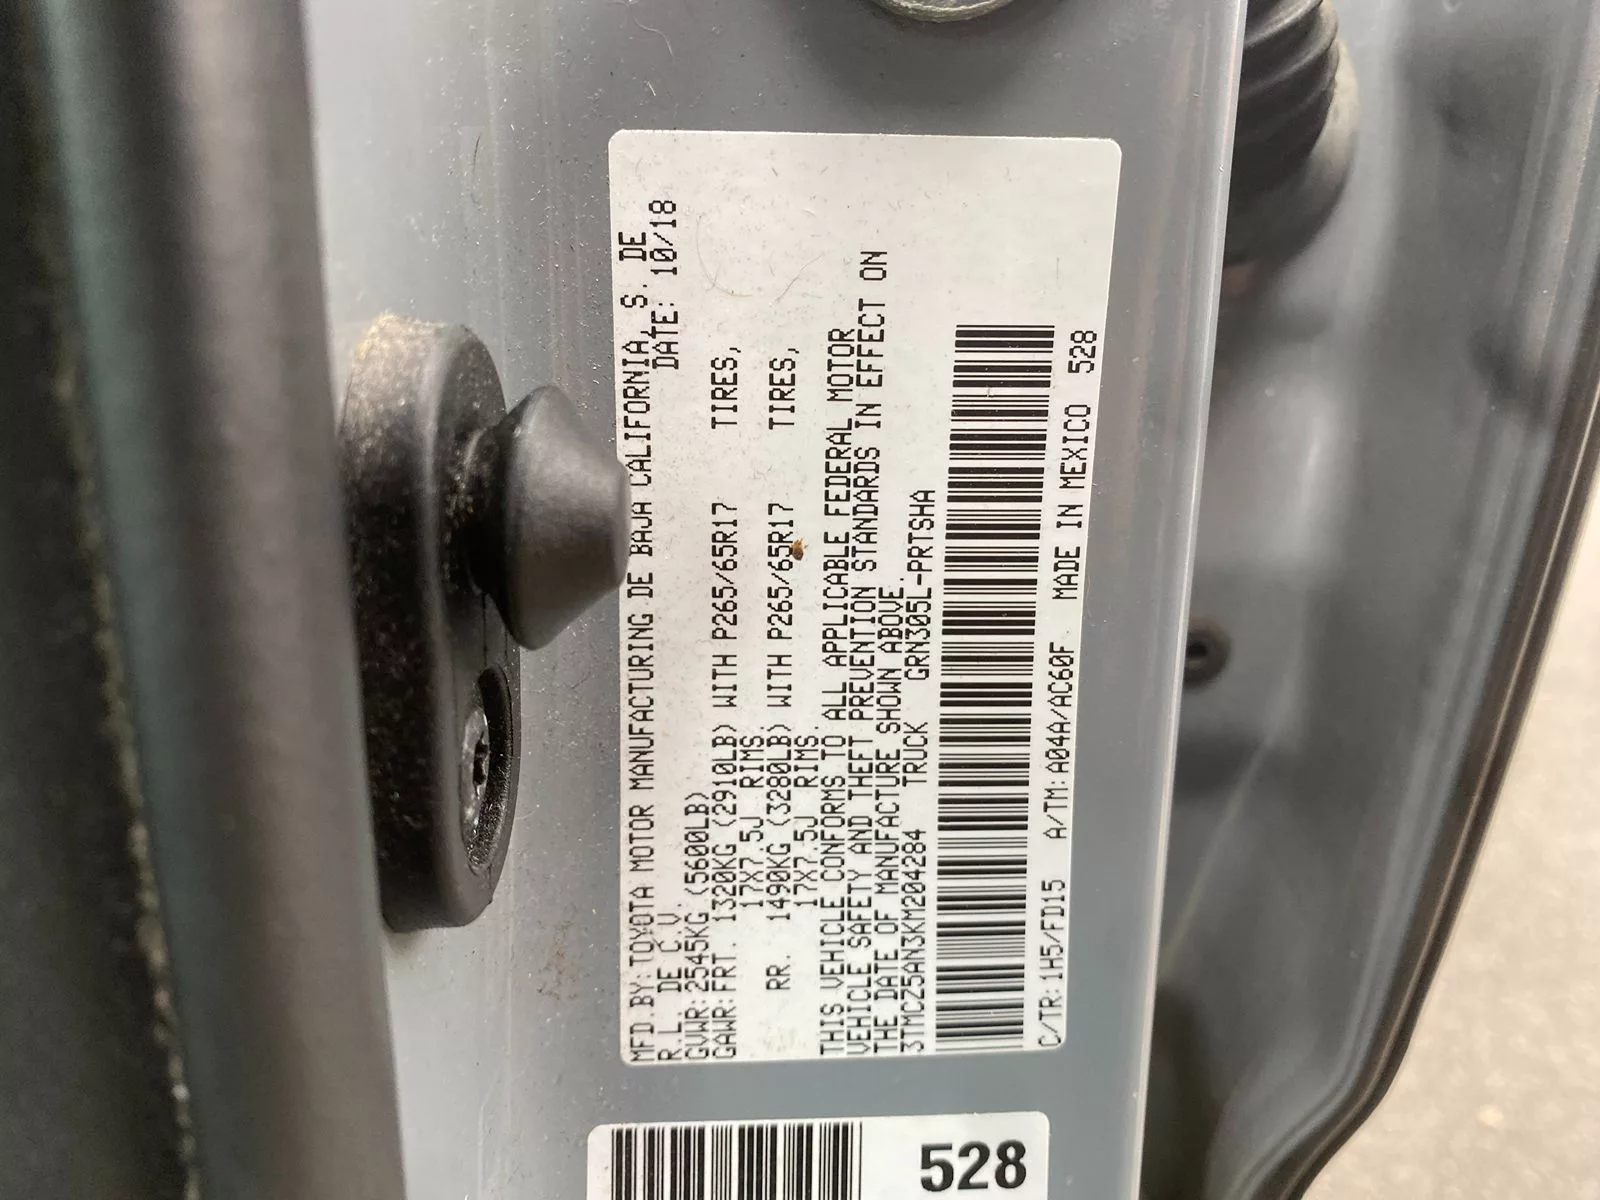 MFD.BY:TOYOTA MOTOR MANUFACTURING DE BAJA CALIFORNIA, S. DE
R.L. DE C.V. DATE: 10/18
GVWR:2545KG (5600LB)
GAWR:FRT. 1320KG (2910LB) WITH P265/65R17 TIRES,
17X7.5J RIMS.
RR. 1490KG (3280LB) WITH P265/65R17 TIRES,
17X7.5J RIMS.
THIS VEHICLE CONFORMS TO ALL APPLICABLE FEDERAL MOTOR
VEHICLE SAFETY AND THEFT PREVENTION STANDARDS IN EFFECT ON
THE DATE OF MANUFACTURE SHOWN ABOVE.
3TMCZ5AN3KM204284 TRUCK GRN305L-PRTSHA
C/TR:1H5/FD15 A/TM:A04A/AC60F MADE IN MEXICO 528
528